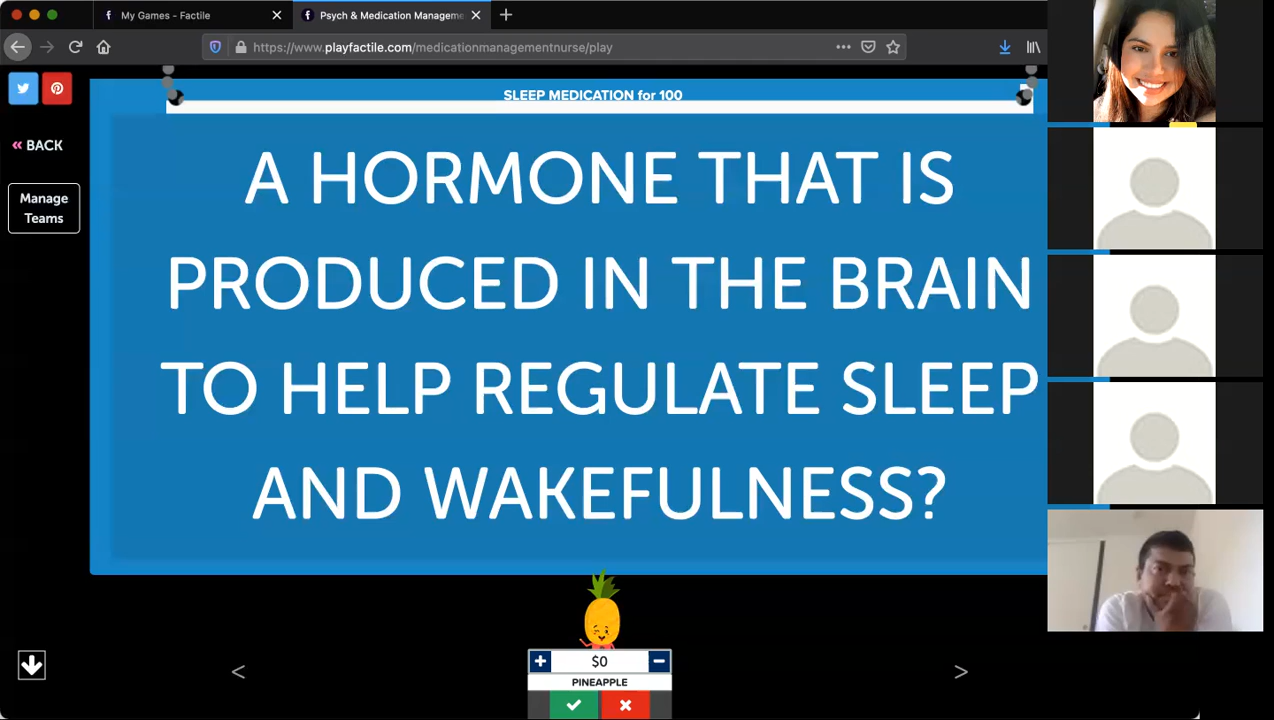 My Games - Factile
Psych & Medication Manageme
https://www.playfactile.com/medicationmanagementnurse/play
SLEEP MEDICATION for 100
« BACK
Manage
Teams
A HORMONE THAT IS
PRODUCED IN THE BRAIN
TO HELP REGULATE SLEEP
AND WAKEFULNESS?
<
>
+ $0 −
PINEAPPLE